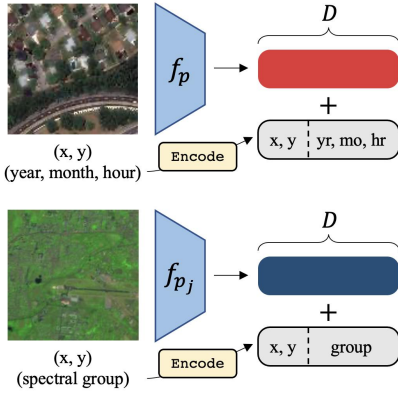 D
f_p
+
(x, y)
(year, month, hour)
Encode
x, y yr, mo, hr
D
f_{p_j}
+
(x, y)
(spectral group)
Encode
x, y group